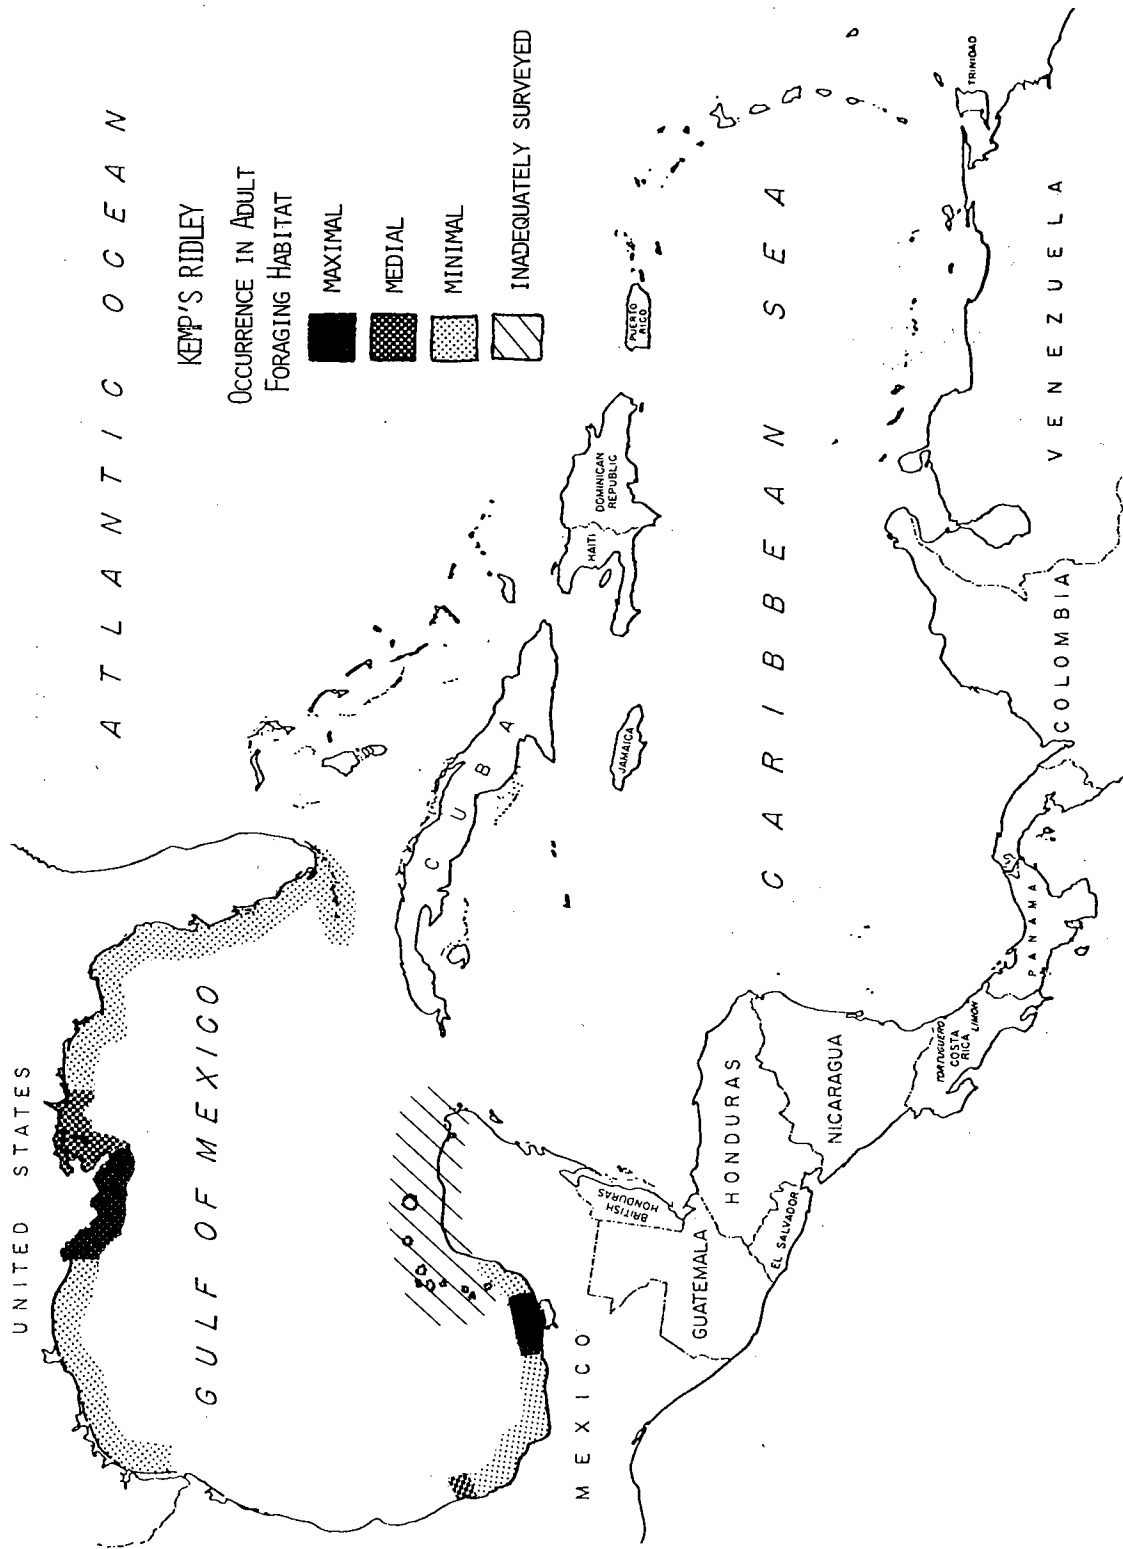 UNITED STATES
ATLANTIC OCEAN
GULF OF MEXICO
KEMP'S RIDLEY
OCCURRENCE IN ADULT
FORAGING HABITAT
MAXIMAL
MEDIAL
MINIMAL
INADEQUATELY SURVEYED
CUBA
MEXICO
BRITISH
HONDURAS
GUATEMALA
HONDURAS
EL SALVADOR
NICARAGUA
TORTUGUERO
COSTA
RICA
LIMON
PANAMA
JAMAICA
HAITI
DOMINICAN
REPUBLIC
PUERTO
RICO
CARIBBEAN SEA
COLOMBIA
VENEZUELA
TRINIDAD